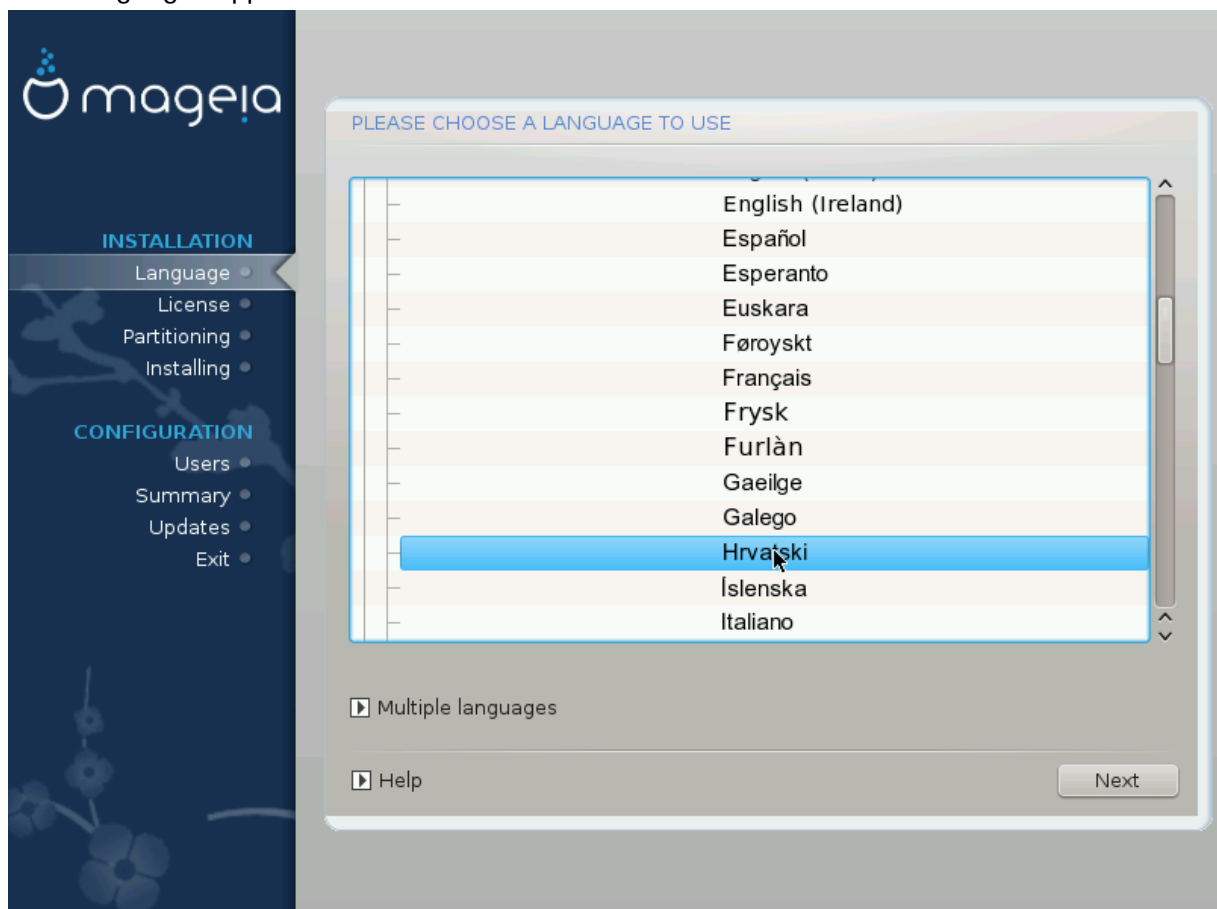 mageia
INSTALLATION
Language
License
Partitioning
Installing
CONFIGURATION
Users
Summary
Updates
Exit
PLEASE CHOOSE A LANGUAGE TO USE
English (Ireland)
Español
Esperanto
Euskara
Føroyskt
Français
Frysk
Furlàn
Gaeilge
Galego
Hrvatski
Íslenska
Italiano
Multiple languages
Help
Next